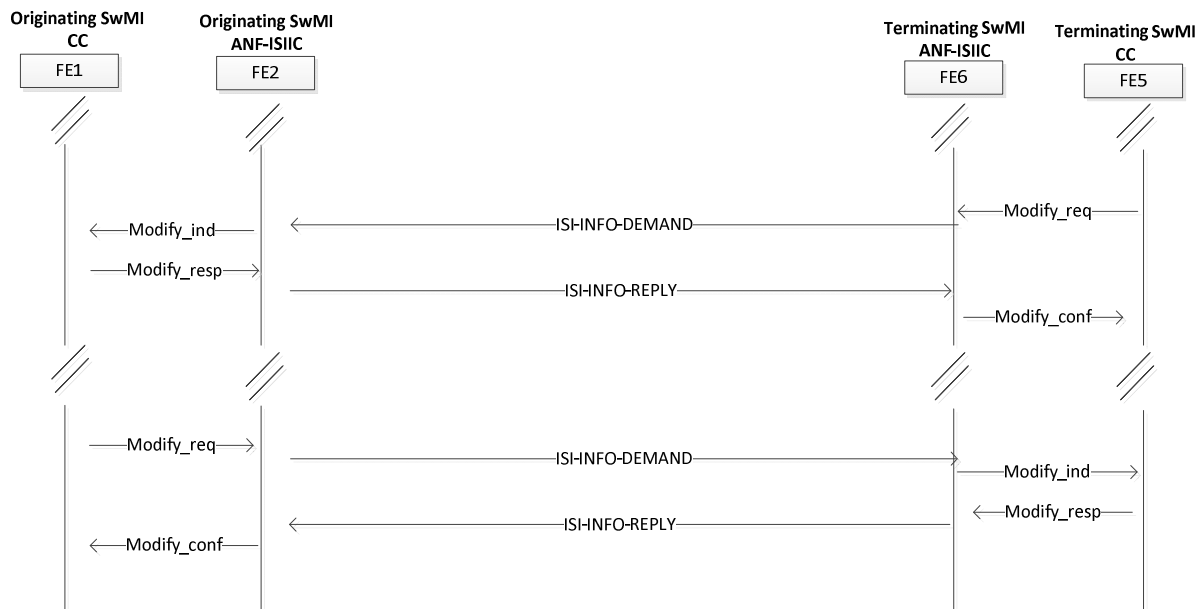 Originating SwMI
CC
FE1
Originating SwMI
ANF-ISIIC
FE2
Terminating SwMI
ANF-ISIIC
FE6
Terminating SwMI
CC
FE5
Modify_req
ISI-INFO-DEMAND
Modify_ind
Modify_resp
ISI-INFO-REPLY
Modify_conf
Modify_req
ISI-INFO-DEMAND
Modify_ind
Modify_resp
ISI-INFO-REPLY
Modify_conf